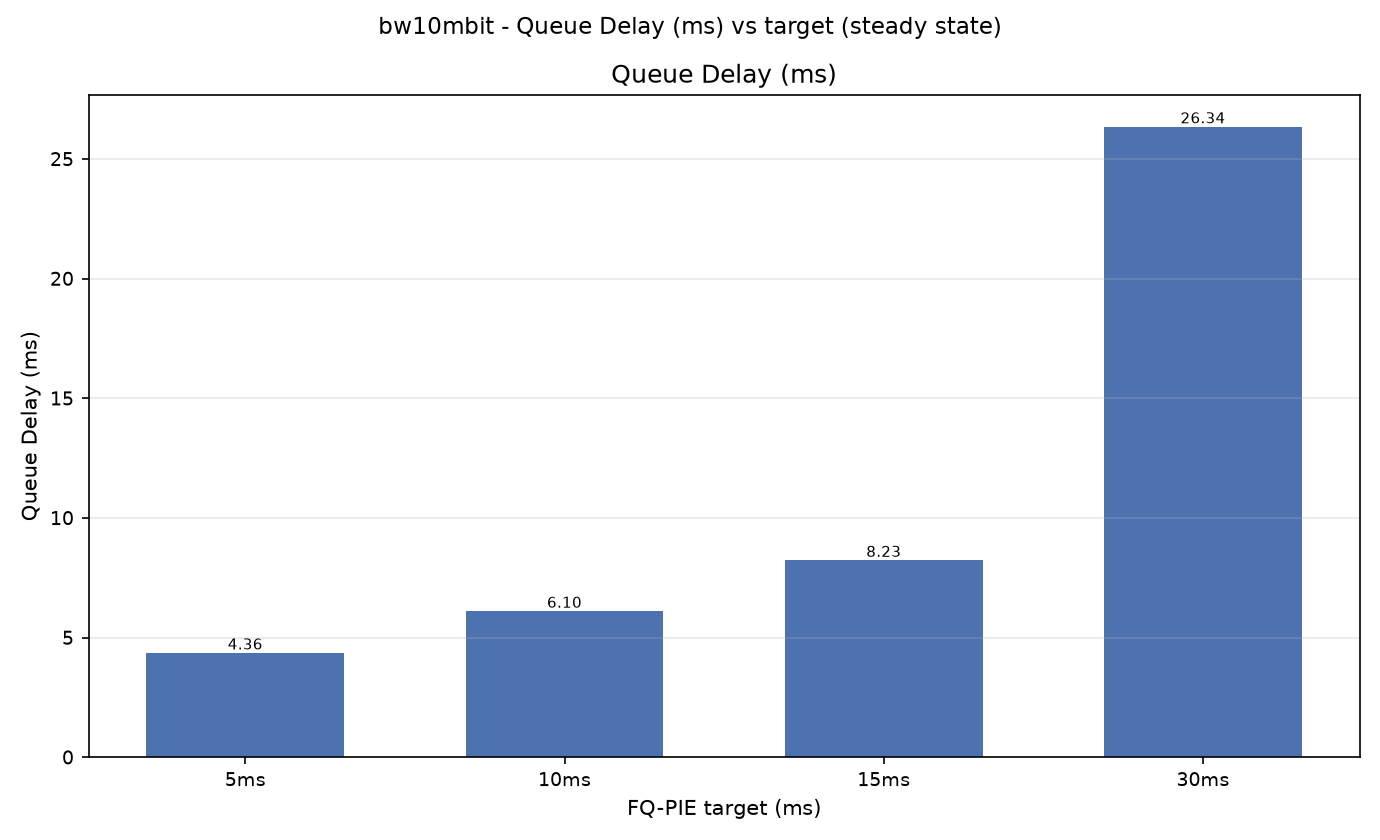 bw10mbit - Queue Delay (ms) vs target (steady state)
Queue Delay (ms)
Queue Delay (ms)
25
20
15
10
5
0
4.36
6.10
8.23
26.34
5ms
10ms
15ms
30ms
FQ-PIE target (ms)